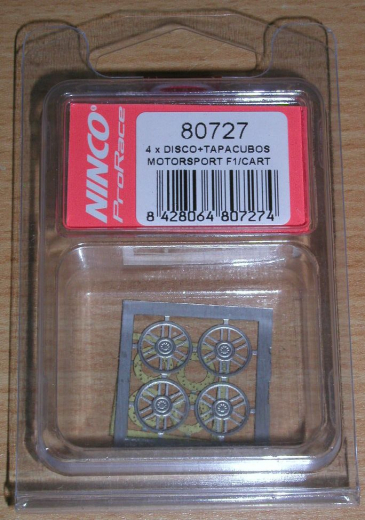 NINCO®
ProRace
80727
4 x DISCO+TAPACUBOS
MOTORSPORT F1/CART
8 428064 807274